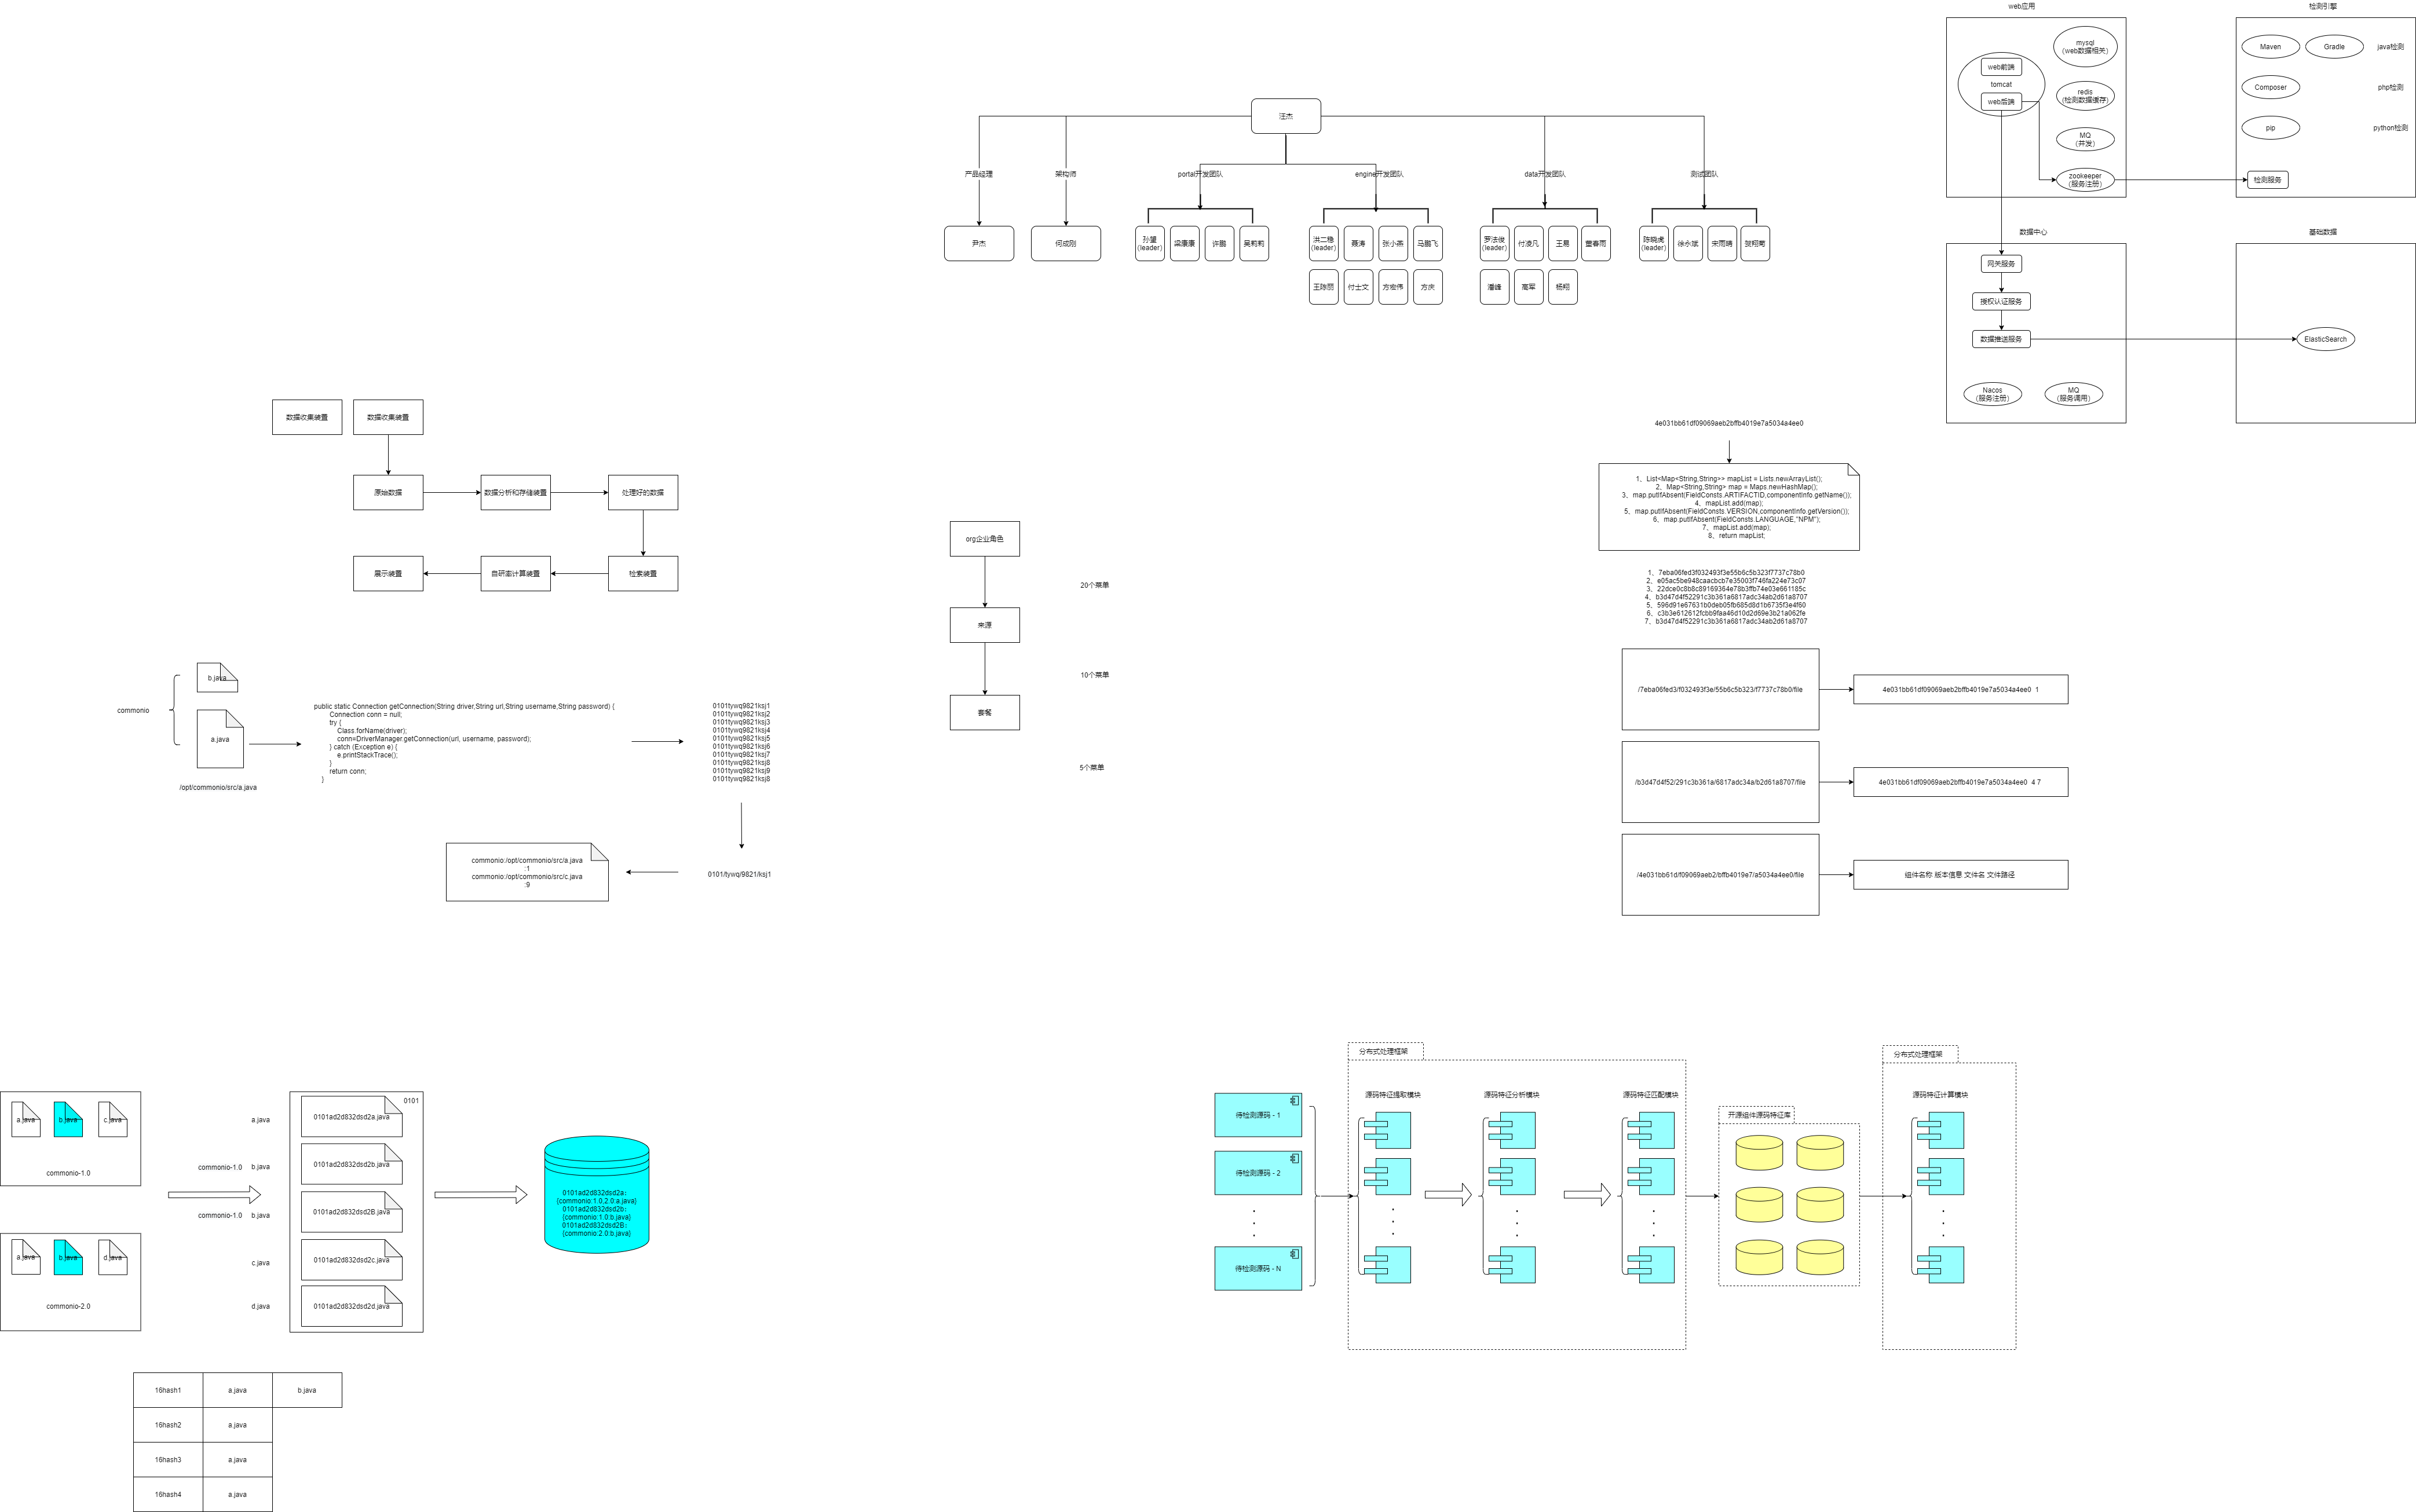 web应用
mysql
(web数据相关)
web前端
tomcat
web后端
redis
(检测数据缓存)
MQ
(并发)
zookeeper
(服务注册)
检测引擎
Maven
Gradle
java检测
Composer
php检测
pip
python检测
检测服务
数据中心
网关服务
授权认证服务
数据推送服务
Nacos
(服务注册)
MQ
(服务调用)
基础数据
ElasticSearch
汪杰
产品经理
架构师
portal开发团队
engine开发团队
data开发团队
测试团队
尹杰
何成刚
孙望
(leader)
梁康康
许鹏
吴莉莉
洪二稳
(leader)
聂涛
张小燕
马鹏飞
王陈丽
付士文
方宏伟
方庆
罗法俊
(leader)
付凌凡
王易
董春雨
潘峰
高军
杨翔
陈晓虎
(leader)
徐永斌
宋雨晴
贺翔菊
数据收集装置
数据收集装置
原始数据
数据分析和存储装置
处理好的数据
展示装置
自研率计算装置
检索装置
commonio
b.java
a.java
/opt/commonio/src/a.java
public static Connection getConnection(String driver,String url,String username,String password) {
Connection conn = null;
try {
Class.forName(driver);
conn=DriverManager.getConnection(url, username, password);
} catch (Exception e) {
e.printStackTrace();
}
return conn;
}
0101tywq9821ksj1
0101tywq9821ksj2
0101tywq9821ksj3
0101tywq9821ksj4
0101tywq9821ksj5
0101tywq9821ksj6
0101tywq9821ksj7
0101tywq9821ksj8
0101tywq9821ksj9
0101tywq9821ksj8
0101/tywq/9821/ksj1
commonio:/opt/commonio/src/a.java
:1
commonio:/opt/commonio/src/c.java
:9
org企业角色
20个菜单
来源
10个菜单
套餐
5个菜单
4e031bb61df09069aeb2bffb4019e7a5034a4ee0
1、List<Map<String,String>> mapList = Lists.newArrayList();
2、Map<String,String> map = Maps.newHashMap();
3、map.putIfAbsent(FieldConsts.ARTIFACTID,componentInfo.getName());
4、mapList.add(map);
5、map.putIfAbsent(FieldConsts.VERSION,componentInfo.getVersion());
6、map.putIfAbsent(FieldConsts.LANGUAGE,"NPM");
7、mapList.add(map);
8、return mapList;
1、7eba06fed3f032493f3e55b6c5b323f7737c78b0
2、e05ac5be948caacbcb7e35003f746fa224e73c07
3、22dce0c8b8c89169364e78b3ffb74e03e661185c
4、b3d47d4f52291c3b361a6817adc34ab2d61a8707
5、596d91e67631b0deb05fb685d8d1b6735f3e4f60
6、c3b3e612612fcbb9faa46d10d2d69e3b21a062fe
7、b3d47d4f52291c3b361a6817adc34ab2d61a8707
/7eba06fed3/f032493f3e/55b6c5b323/f7737c78b0/file
4e031bb61df09069aeb2bffb4019e7a5034a4ee0 1
/b3d47d4f52/291c3b361a/6817adc34a/b2d61a8707/file
4e031bb61df09069aeb2bffb4019e7a5034a4ee0 4 7
/4e031bb61d/f09069aeb2/bffb4019e7/a5034a4ee0/file
组件名称 版本信息 文件名 文件路径
a.java
b.java
c.java
commonio-1.0
a.java
b.java
d.java
commonio-2.0
a.java
commonio-1.0
b.java
commonio-1.0
b.java
c.java
d.java
0101
0101ad2d832dsd2a.java
0101ad2d832dsd2b.java
0101ad2d832dsd2B.java
0101ad2d832dsd2c.java
0101ad2d832dsd2d.java
0101ad2d832dsd2a：
{commonio:1.0,2.0:a.java}
0101ad2d832dsd2b：
{commonio:1.0:b.java}
0101ad2d832dsd2B：
{commonio:2.0:b.java}
16hash1
a.java
b.java
16hash2
a.java
16hash3
a.java
16hash4
a.java
待检测源码 - 1
待检测源码 - 2
待检测源码 - N
分布式处理框架
源码特征提取模块
源码特征分析模块
源码特征匹配模块
开源组件源码特征库
分布式处理框架
源码特征计算模块